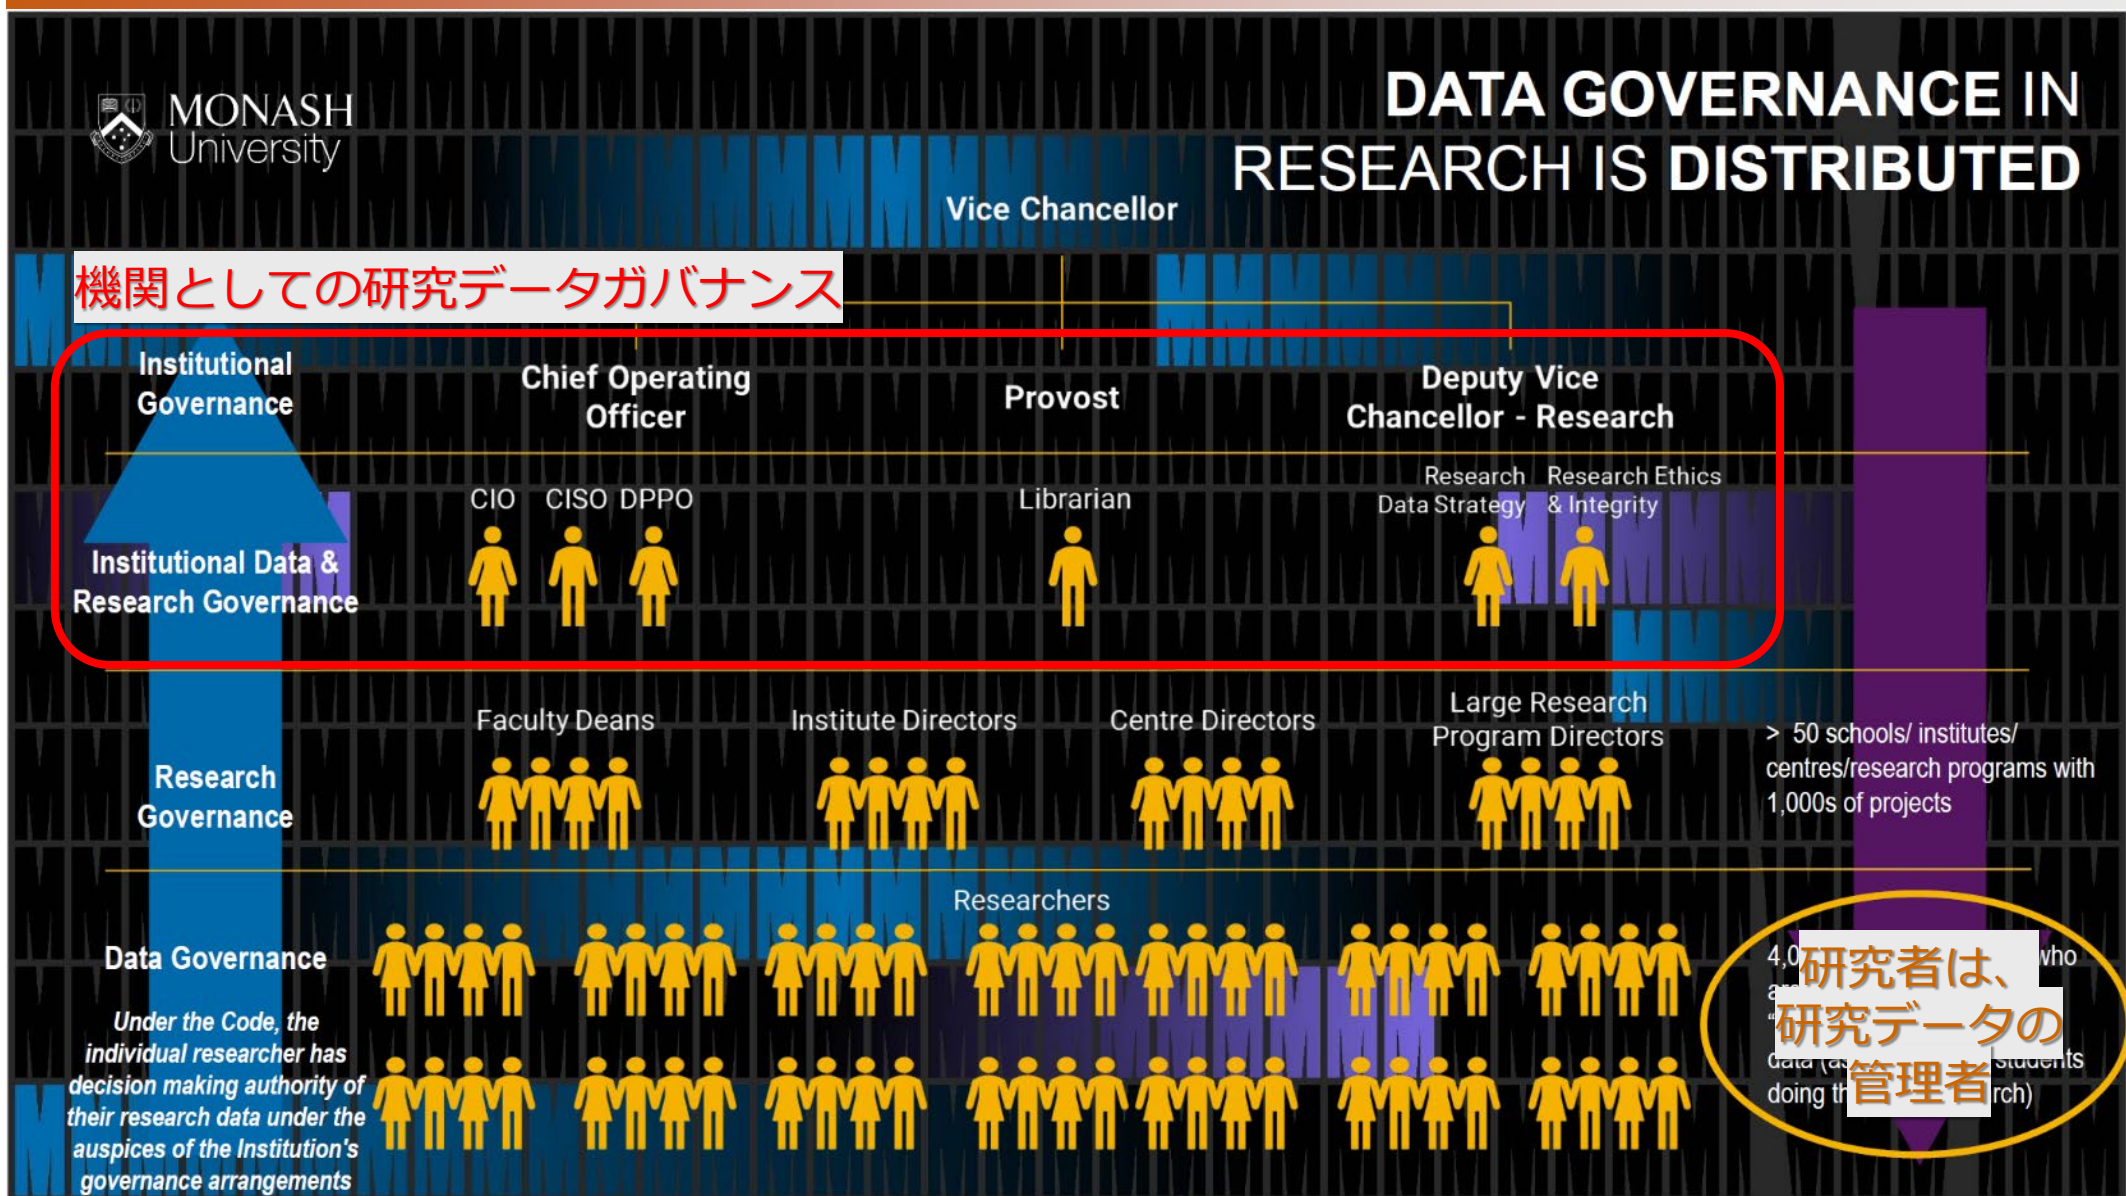 MONASH
University
DATA GOVERNANCE IN
RESEARCH IS DISTRIBUTED
Vice Chancellor
機関としての研究データガバナンス
Institutional
Governance
Chief Operating
Officer
Provost
Deputy Vice
Chancellor - Research
Institutional Data &
Research Governance
CIO CISO DPPO
Librarian
Research
Data Strategy
Research Ethics
& Integrity
Research
Governance
Faculty Deans
Institute Directors
Centre Directors
Large Research
Program Directors
> 50 schools/ institutes/
centres/research programs with
1,000s of projects
Data Governance
Under the Code, the
individual researcher has
decision making authority of
their research data under the
auspices of the Institution's
governance arrangements
Researchers
研究者は、
研究データの
管理者
data
students
doing